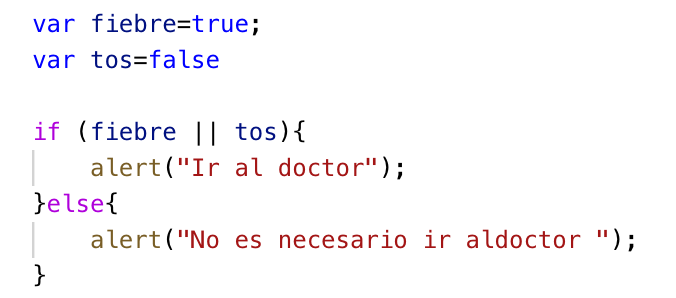 var fiebre=true;
var tos=false
if (fiebre || tos){
alert("Ir al doctor");
}else{
alert("No es necesario ir aldoctor ");
}